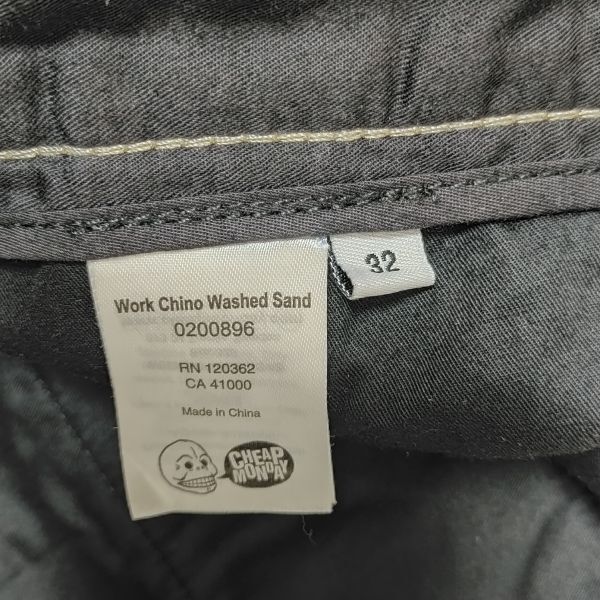 Work Chino Washed Sand
0200896
RN 120362
CA 41000
Made in China
CHEAP
MONDAY
32